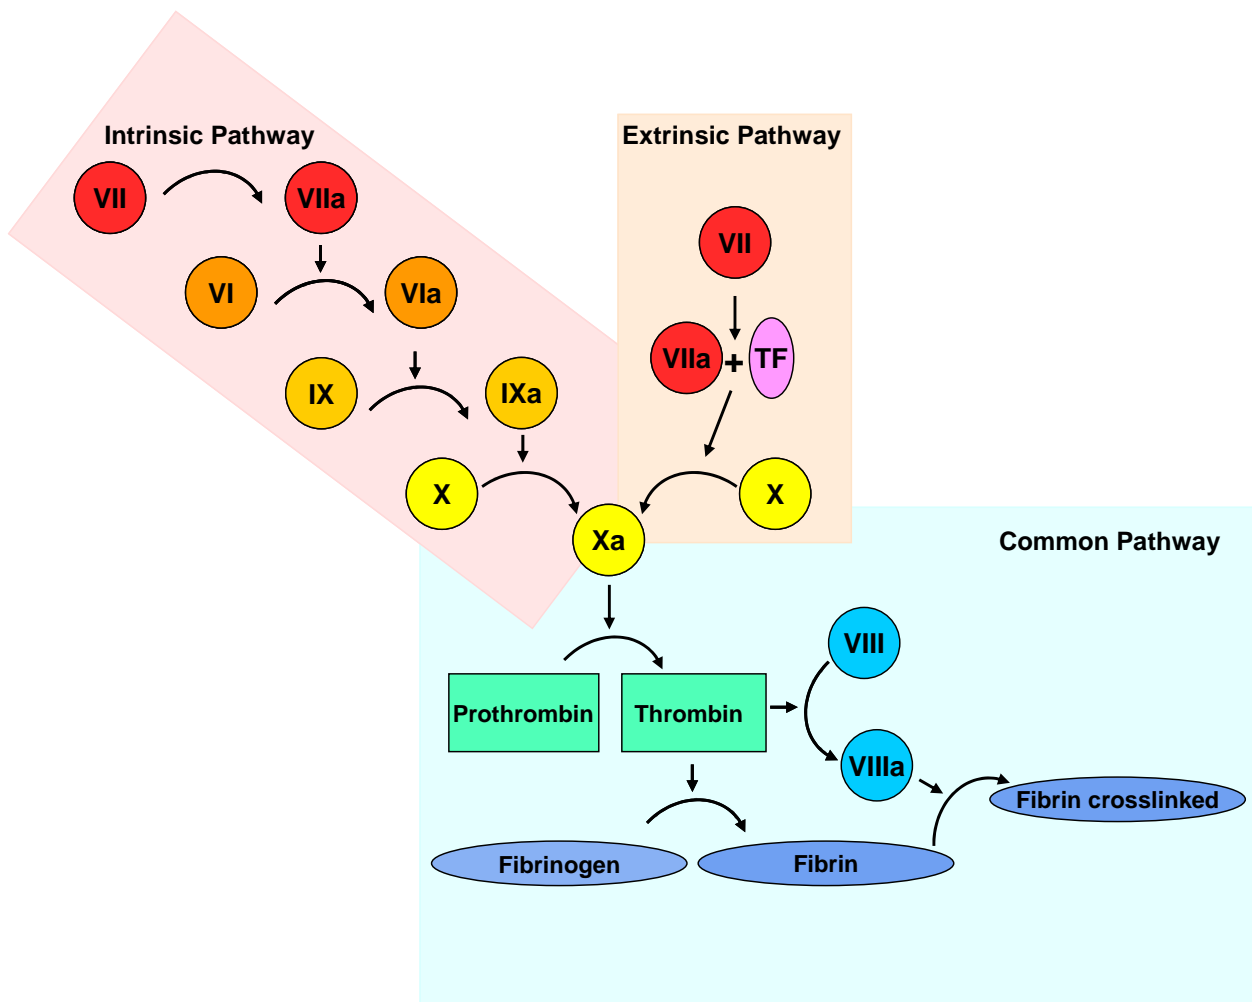 Intrinsic Pathway
Extrinsic Pathway
VII
VIIa
VII
VI
VIa
VIIa
+
TF
IX
IXa
X
X
Xa
Common Pathway
VIII
Prothrombin
Thrombin
VIIIa
Fibrin crosslinked
Fibrinogen
Fibrin